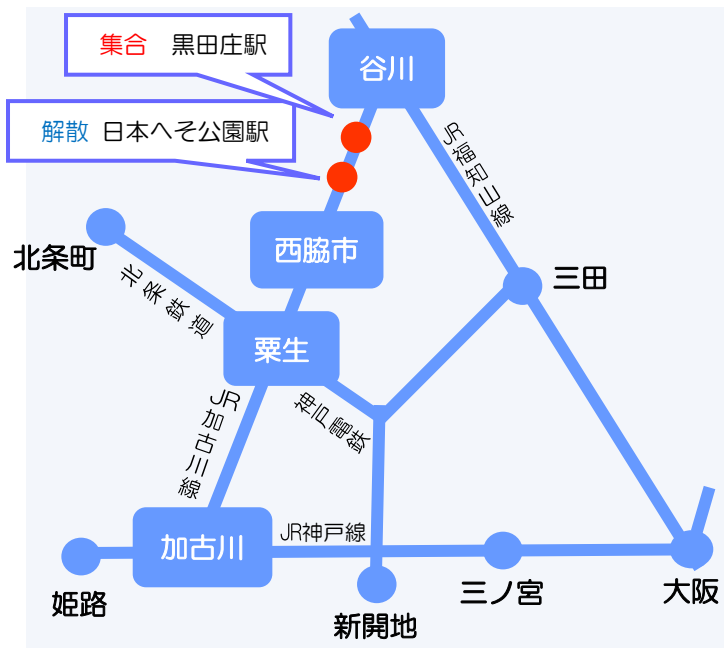 集合 黒田庄駅
谷川
解散 日本へそ公園駅
JR福知山線
西脇市
北条町
北条鉄道
三田
粟生
神戸電鉄
JR加古川線
加古川
JR神戸線
姫路
新開地
三ノ宮
大阪